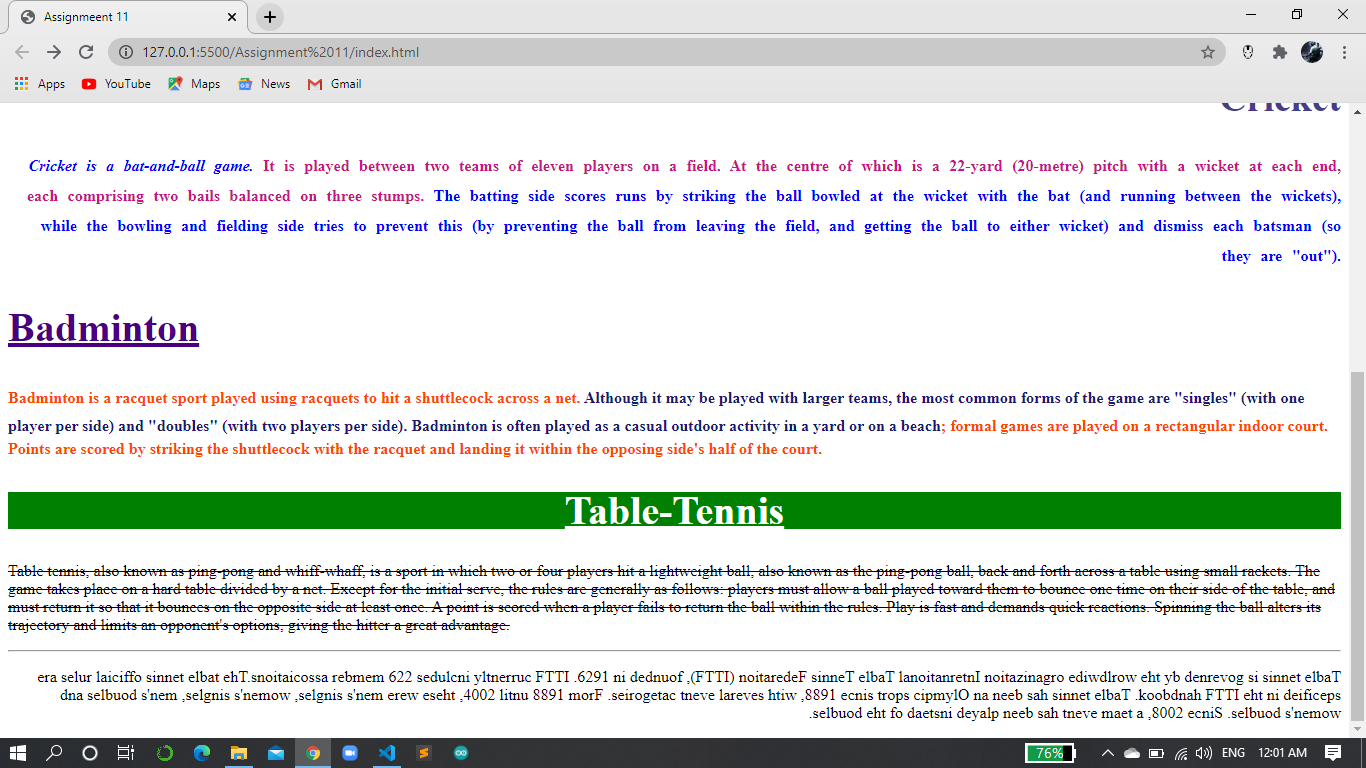 Assignmeent 11
127.0.0.1:5500/Assignment%2011/index.html
Apps YouTube Maps News Gmail
Cricket
Cricket is a bat-and-ball game. It is played between two teams of eleven players on a field. At the centre of which is a 22-yard (20-metre) pitch with a wicket at each end,
each comprising two bails balanced on three stumps. The batting side scores runs by striking the ball bowled at the wicket with the bat (and running between the wickets),
while the bowling and fielding side tries to prevent this (by preventing the ball from leaving the field, and getting the ball to either wicket) and dismiss each batsman (so
they are "out").
Badminton
Badminton is a racquet sport played using racquets to hit a shuttlecock across a net. Although it may be played with larger teams, the most common forms of the game are "singles" (with one
player per side) and "doubles" (with two players per side). Badminton is often played as a casual outdoor activity in a yard or on a beach; formal games are played on a rectangular indoor court.
Points are scored by striking the shuttlecock with the racquet and landing it within the opposing side's half of the court.
Table-Tennis
Table tennis, also known as ping-pong and whiff-whaff, is a sport in which two or four players hit a lightweight ball, also known as the ping-pong ball, back and forth across a table using small rackets. The
game takes place on a hard table divided by a net. Except for the initial serve, the rules are generally as follows: players must allow a ball played toward them to bounce one time on their side of the table, and
must return it so that it bounces on the opposite side at least once. A point is scored when a player fails to return the ball within the rules. Play is fast and demands quick reactions. Spinning the ball alters its
trajectory and limits an opponent's options, giving the hitter a great advantage.
era selur laiciffo sinnet elbat ehT.snoitaicossa rebmem 622 sedulcni yltnerruc FTTI .6291 ni dednuof ,(FTTI) noitaredeF sinneT elbaT lanoitanretnI noitazinagro ediwdlrow eht yb denrevog si sinnet elbaT
dna selbuod s'nem ,selgnis s'nemow ,selgnis s'nem erew eseht ,4002 litnu 8891 morF .seirogetac tneve lareves htiw ,8891 ecnis trops cipmylO na neeb sah sinnet elbaT .koobdnah FTTI eht ni deificeps
.selbuod eht fo daetsni deyalp neeb sah tneve maet a ,8002 ecniS .selbuod s'nemow
76% ENG 12:01 AM